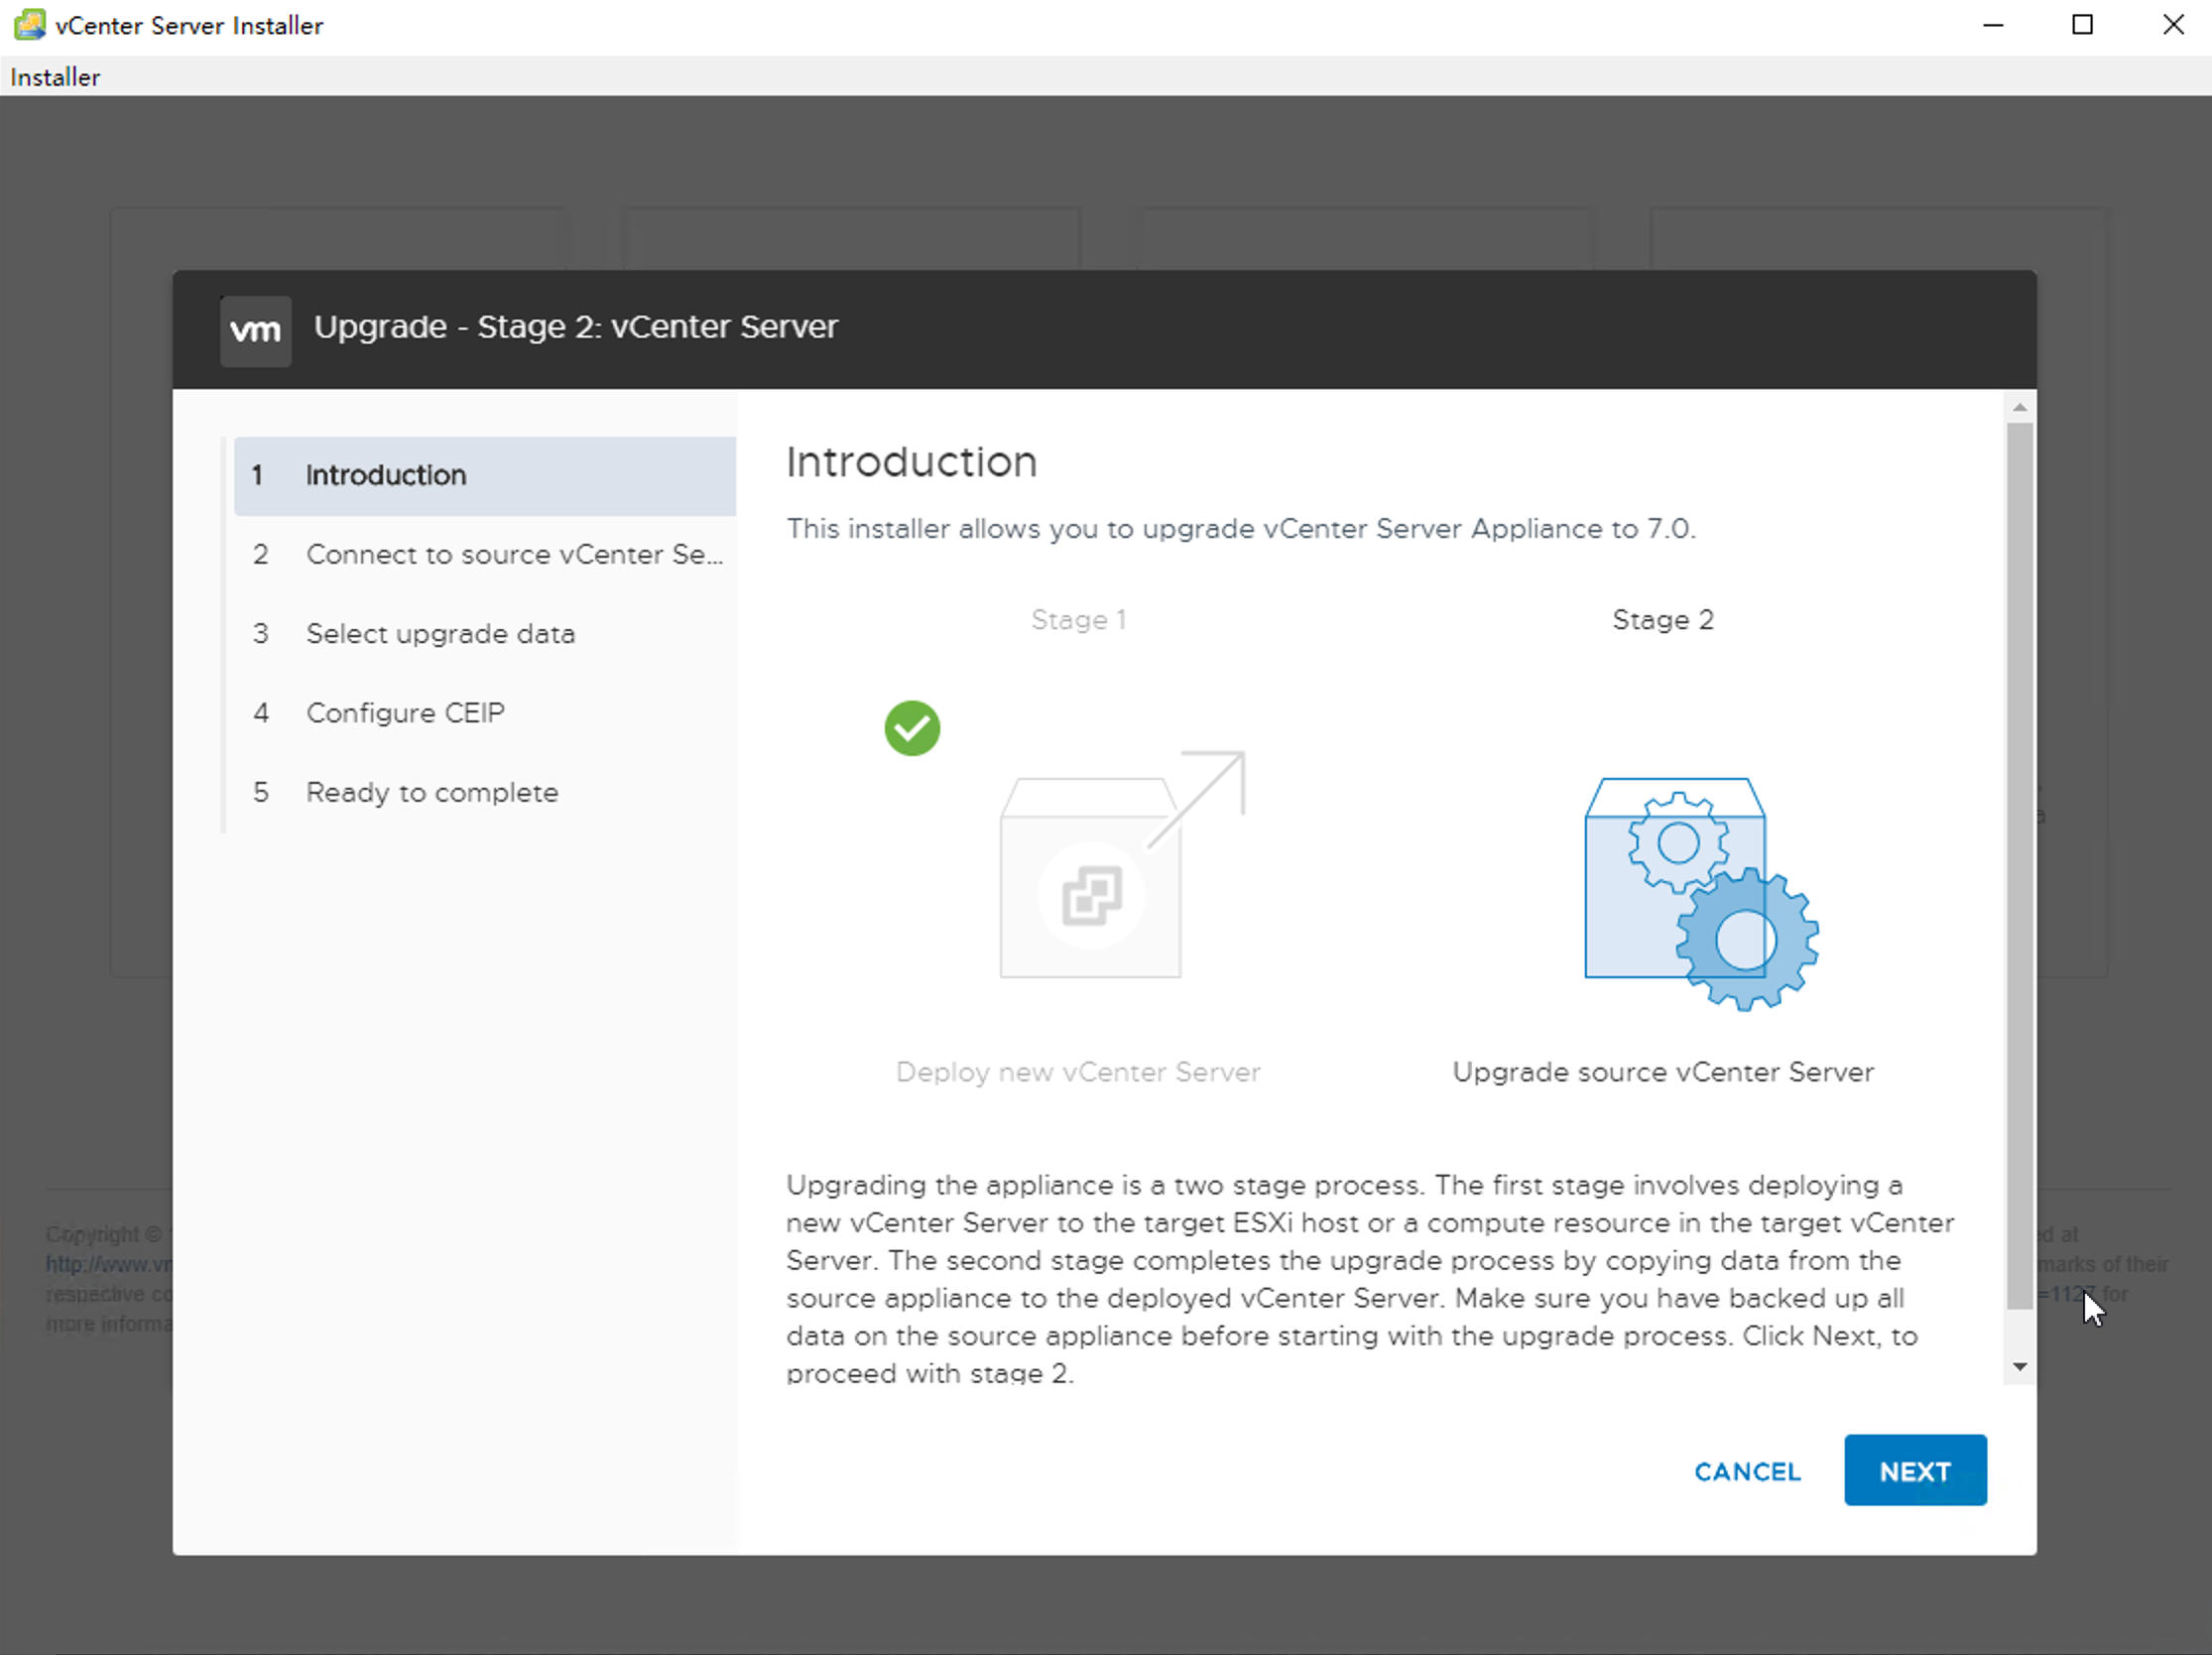 vCenter Server Installer
Installer
vm Upgrade - Stage 2: vCenter Server
1 Introduction
2 Connect to source vCenter Se...
3 Select upgrade data
4 Configure CEIP
5 Ready to complete
Introduction
This installer allows you to upgrade vCenter Server Appliance to 7.0.
Stage 1
Stage 2
Deploy new vCenter Server
Upgrade source vCenter Server
Upgrading the appliance is a two stage process. The first stage involves deploying a
new vCenter Server to the target ESXi host or a compute resource in the target vCenter
Server. The second stage completes the upgrade process by copying data from the
source appliance to the deployed vCenter Server. Make sure you have backed up all
data on the source appliance before starting with the upgrade process. Click Next, to
proceed with stage 2.
CANCEL
NEXT
Copyright ©
http://www.vm
respective co
more informa
ed at
marks of their
=1127 for